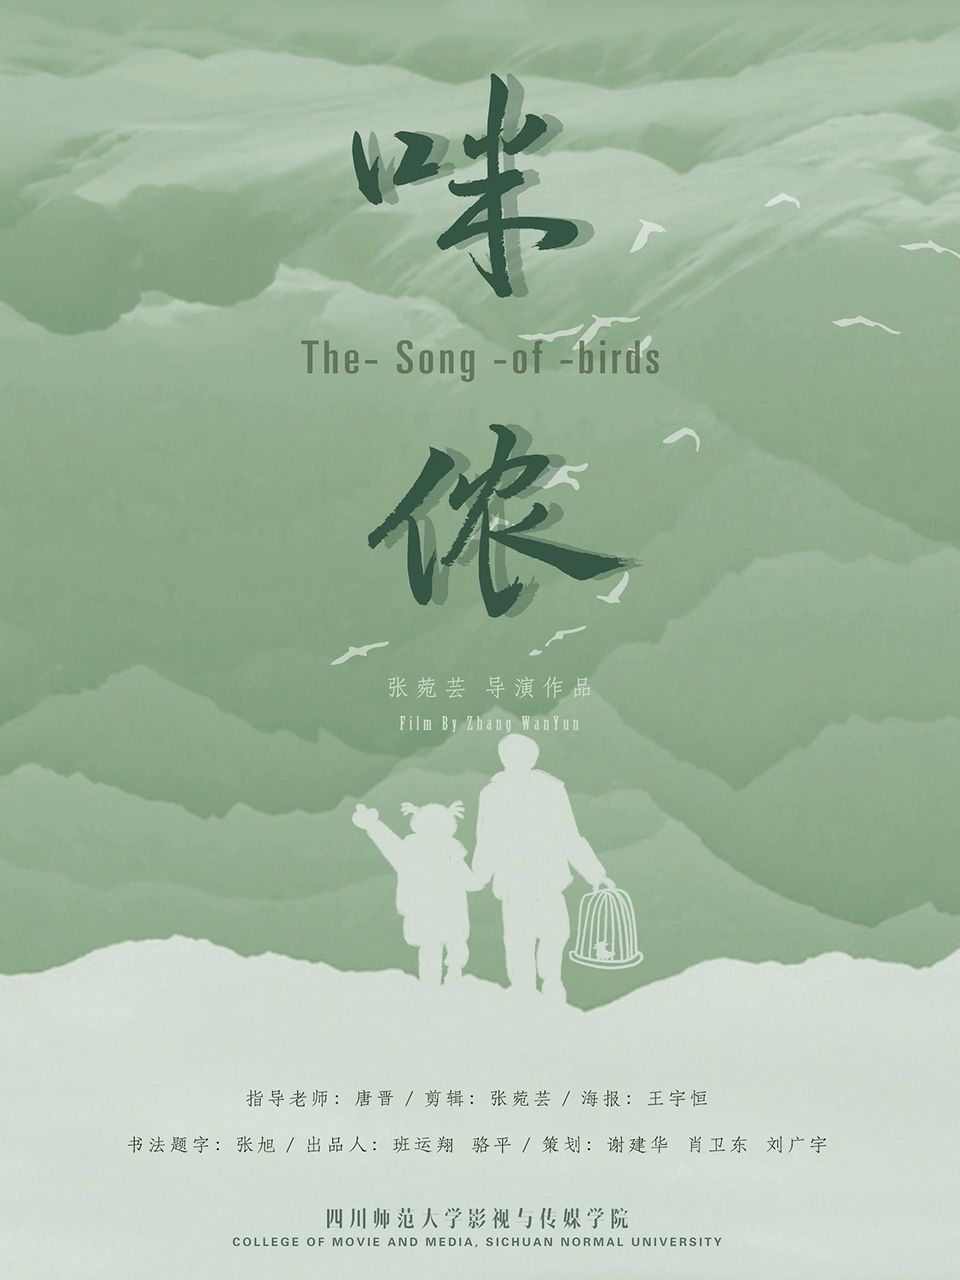 咪
The- Song -of -birds
侬
张菀芸 导演作品
Film By Zhang WanYun
指导老师：唐晋 / 剪辑：张菀芸 / 海报：王宇恒
书法题字：张旭 / 出品人：班运翔 骆平 / 策划：谢建华 肖卫东 刘广宇
四川师范大学影视与传媒学院
COLLEGE OF MOVIE AND MEDIA, SICHUAN NORMAL UNIVERSITY